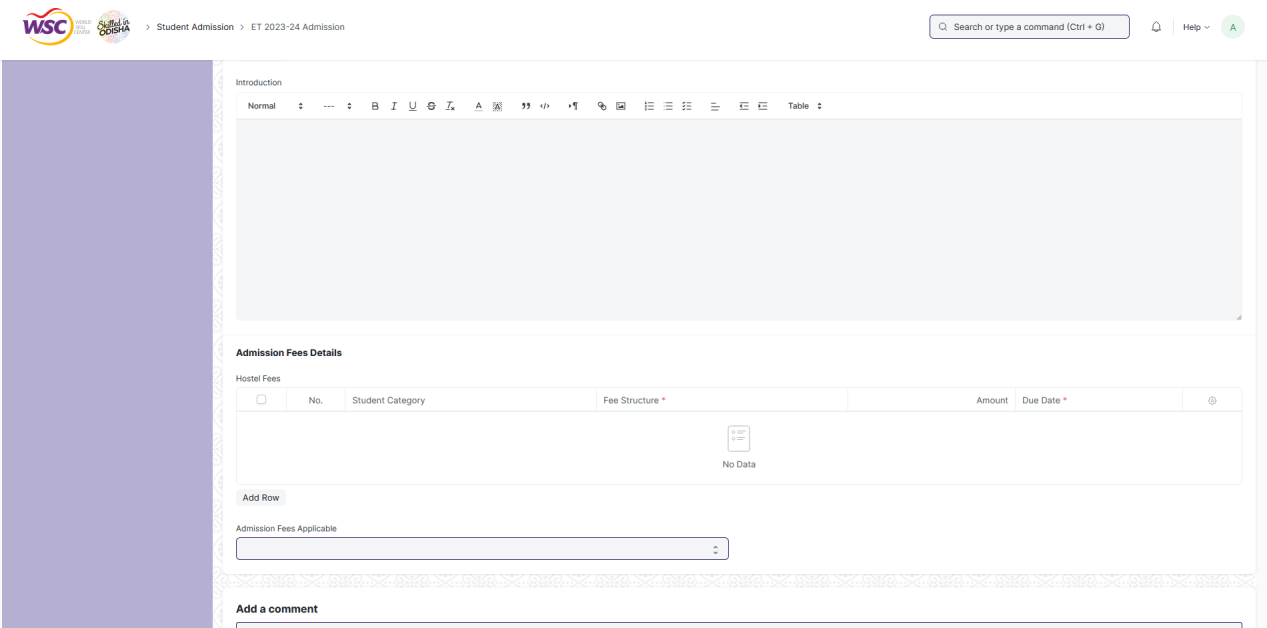 WSC WORLD SKILL CENTER Skilled in ODISHA > Student Admission > ET 2023-24 Admission Search or type a command (Ctrl + G) Help A
Introduction
Normal --- B I U S Tx A A Table
Admission Fees Details
Hostel Fees
No. Student Category Fee Structure * Amount Due Date *
No Data
Add Row
Admission Fees Applicable
Add a comment